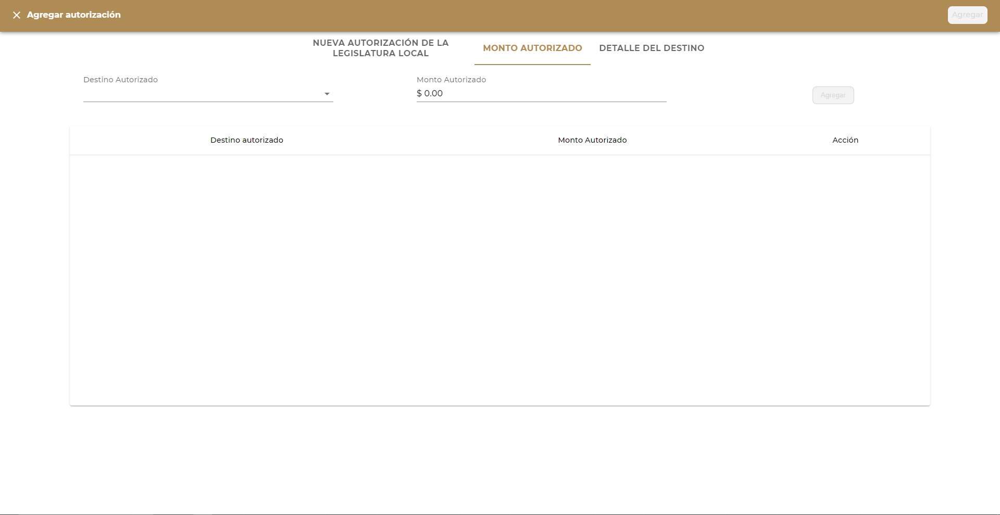 Agregar autorización
Agregar
NUEVA AUTORIZACIÓN DE LA
LEGISLATURA LOCAL
MONTO AUTORIZADO
DETALLE DEL DESTINO
Destino Autorizado
Monto Autorizado
$ 0.00
Agregar
Destino autorizado
Monto Autorizado
Acción